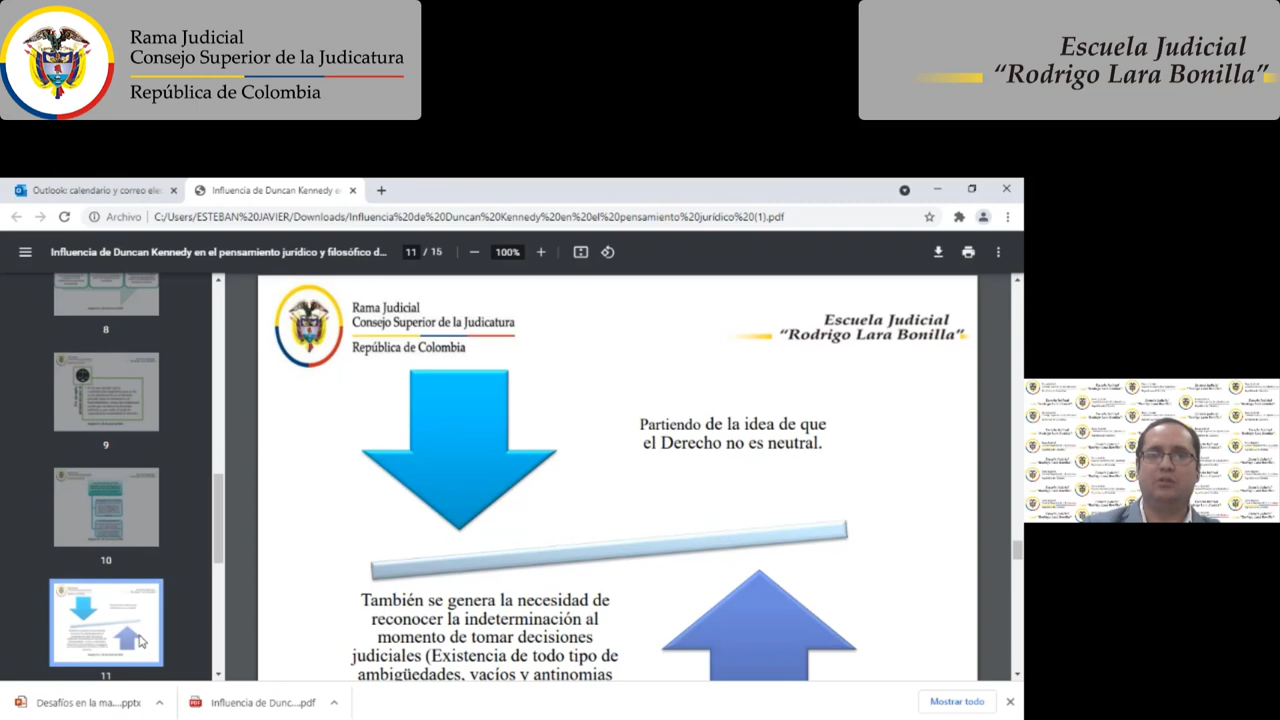 Rama Judicial
Consejo Superior de la Judicatura
República de Colombia
Escuela Judicial
“Rodrigo Lara Bonilla”
Outlook: calendario y correo elec
Influencia de Duncan Kennedy en
Archivo
C:/Users/ESTEBAN%20JAVIER/Downloads/Influencia%20de%20Duncan%20Kennedy%20en%20el%20pensamiento%20jurídico%20(1).pdf
Influencia de Duncan Kennedy en el pensamiento jurídico y filosófico d...
11 / 15
100%
8
9
10
11
Rama Judicial
Consejo Superior de la Judicatura
República de Colombia
Escuela Judicial
“Rodrigo Lara Bonilla”
Partiendo de la idea de que
el Derecho no es neutral.
También se genera la necesidad de
reconocer la indeterminación al
momento de tomar decisiones
judiciales (Existencia de todo tipo de
ambigüedades, vacíos y antinomias
Desafíos en la ma....pptx
Influencia de Dunc....pdf
Mostrar todo